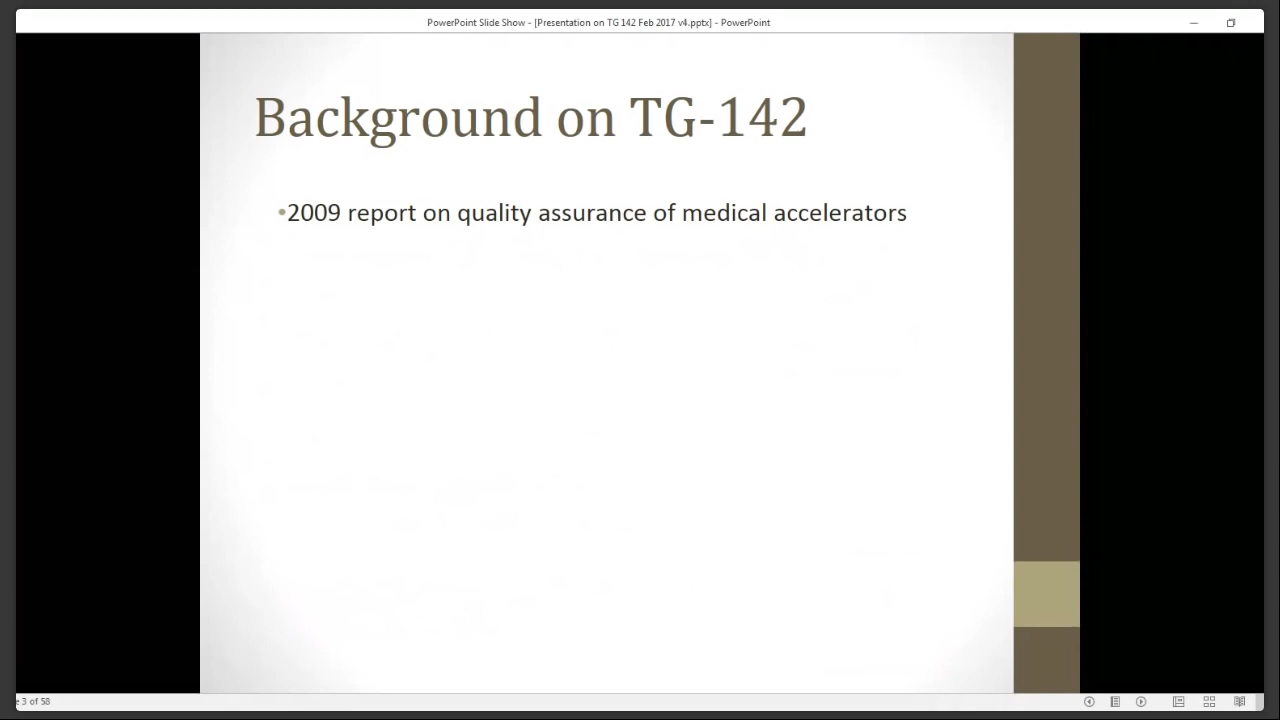 PowerPoint Slide Show - [Presentation on TG 142 Feb 2017 v4.pptx] - PowerPoint
Background on TG-142
•2009 report on quality assurance of medical accelerators
e 3 of 58